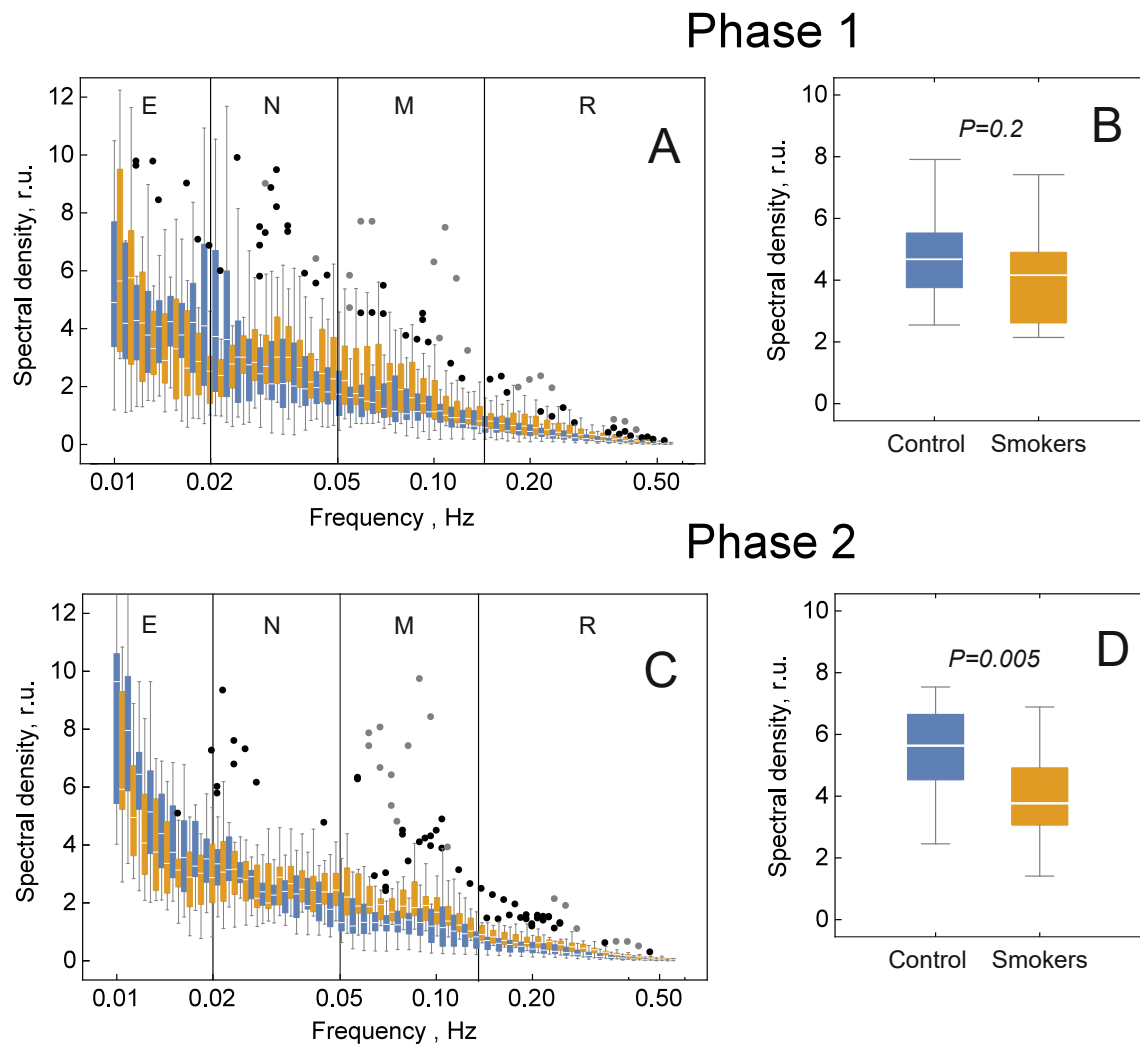 Phase 1
E N M R
A
12
10
8
6
4
2
0
Spectral density, r.u.
0.01 0.02 0.05 0.10 0.20 0.50
Frequency , Hz
B
P=0.2
10
8
6
4
2
0
Spectral density, r.u.
Control Smokers
Phase 2
E N M R
C
12
10
8
6
4
2
0
Spectral density, r.u.
0.01 0.02 0.05 0.10 0.20 0.50
Frequency , Hz
D
P=0.005
10
8
6
4
2
0
Spectral density, r.u.
Control Smokers